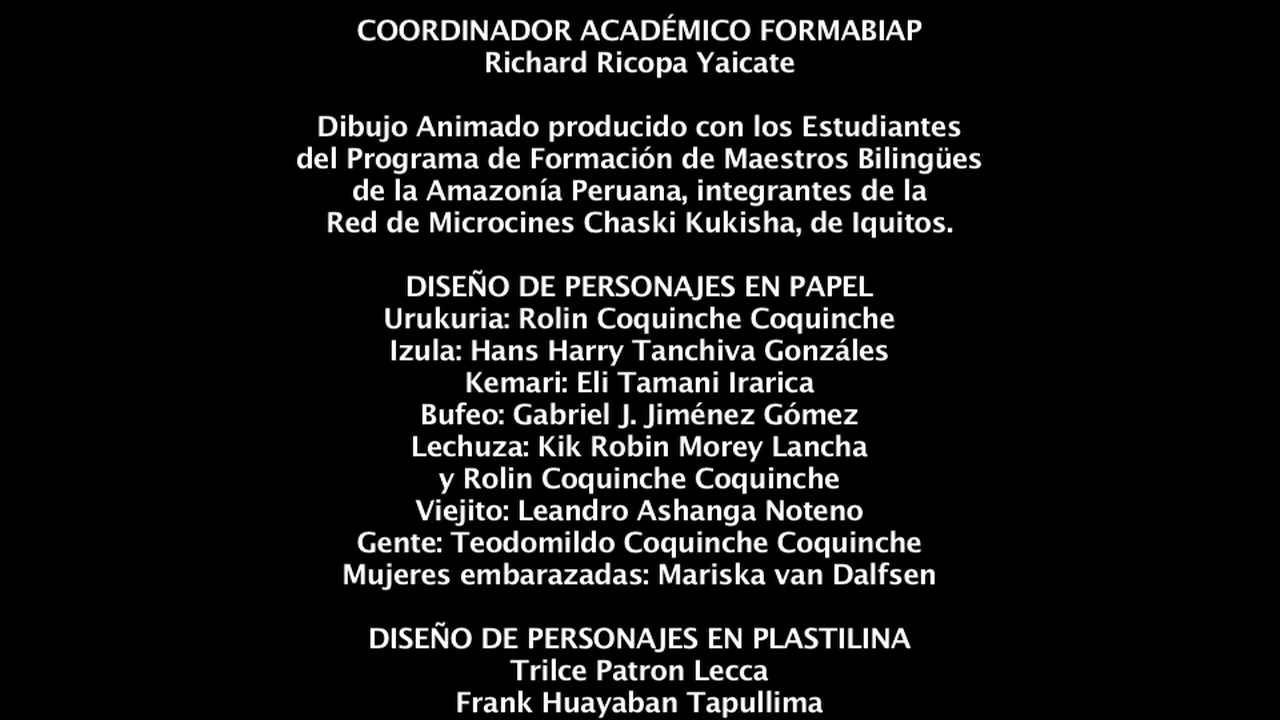 COORDINADOR ACADÉMICO FORMABIAP
Richard Ricopa Yaicate
Dibujo Animado producido con los Estudiantes
del Programa de Formación de Maestros Bilingües
de la Amazonía Peruana, integrantes de la
Red de Microcines Chaski Kukisha, de Iquitos.
DISEÑO DE PERSONAJES EN PAPEL
Urukuria: Rolin Coquinche Coquinche
Izula: Hans Harry Tanchiva Gonzáles
Kemari: Eli Tamani Irarica
Bufeo: Gabriel J. Jiménez Gómez
Lechuza: Kik Robin Morey Lancha
y Rolin Coquinche Coquinche
Viejito: Leandro Ashanga Noteno
Gente: Teodomildo Coquinche Coquinche
Mujeres embarazadas: Mariska van Dalfsen
DISEÑO DE PERSONAJES EN PLASTILINA
Trilce Patron Lecca
Frank Huayaban Tapullima